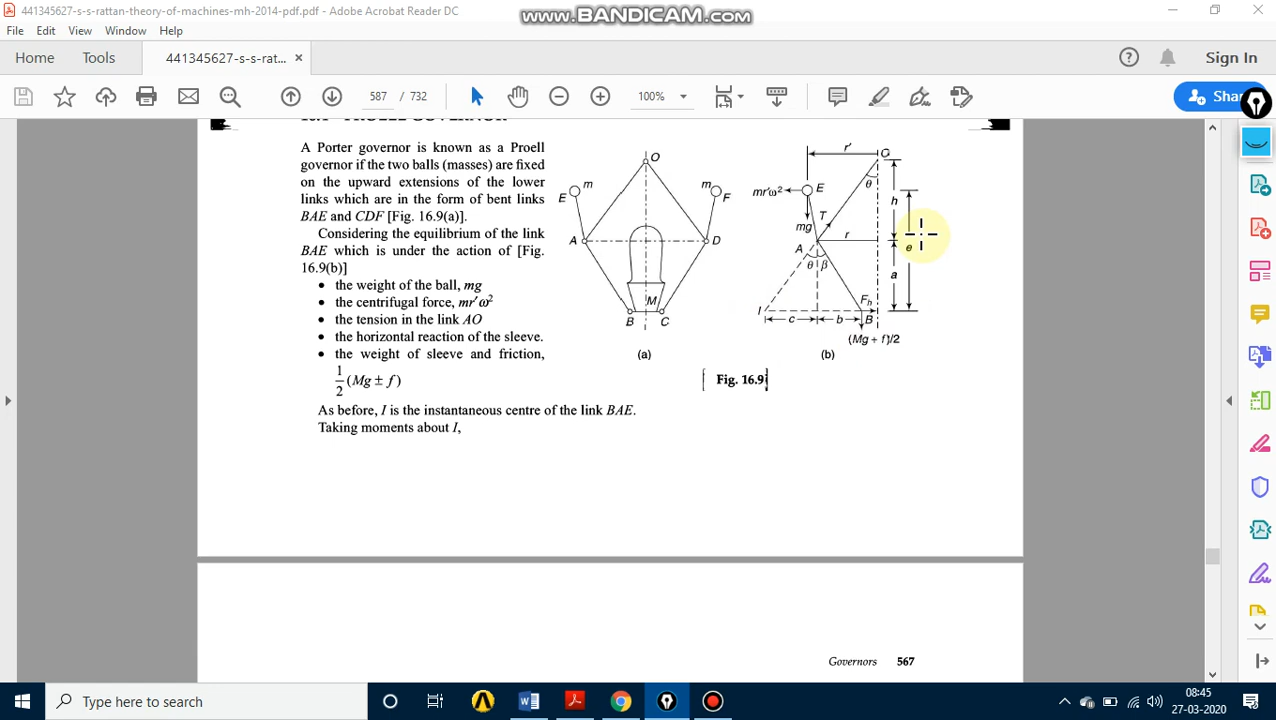 441345627-s-s-rattan-theory-of-machines-mh-2014-pdf.pdf - Adobe Acrobat Reader DC
www.BANDICAM.com
File Edit View Window Help
Home Tools 441345627-s-s-rat... × Sign In
587 / 732 100% Shar
A Porter governor is known as a Proell
governor if the two balls (masses) are fixed
on the upward extensions of the lower
links which are in the form of bent links
BAE and CDF [Fig. 16.9(a)].
Considering the equilibrium of the link
BAE which is under the action of [Fig.
16.9(b)]
• the weight of the ball, mg
• the centrifugal force, mr′ω²
• the tension in the link AO
• the horizontal reaction of the sleeve.
• the weight of sleeve and friction,
1/2 (Mg ± f)
O
m m
E F
A D
M
B C
(a)
r′ O
θ
mr′ω² E
h
T
mg
r
A e
θ β
a
F_h
I B
c b
(Mg + f)/2
(b)
Fig. 16.9
As before, I is the instantaneous centre of the link BAE.
Taking moments about I,
Governors 567
Type here to search
08:45
27-03-2020